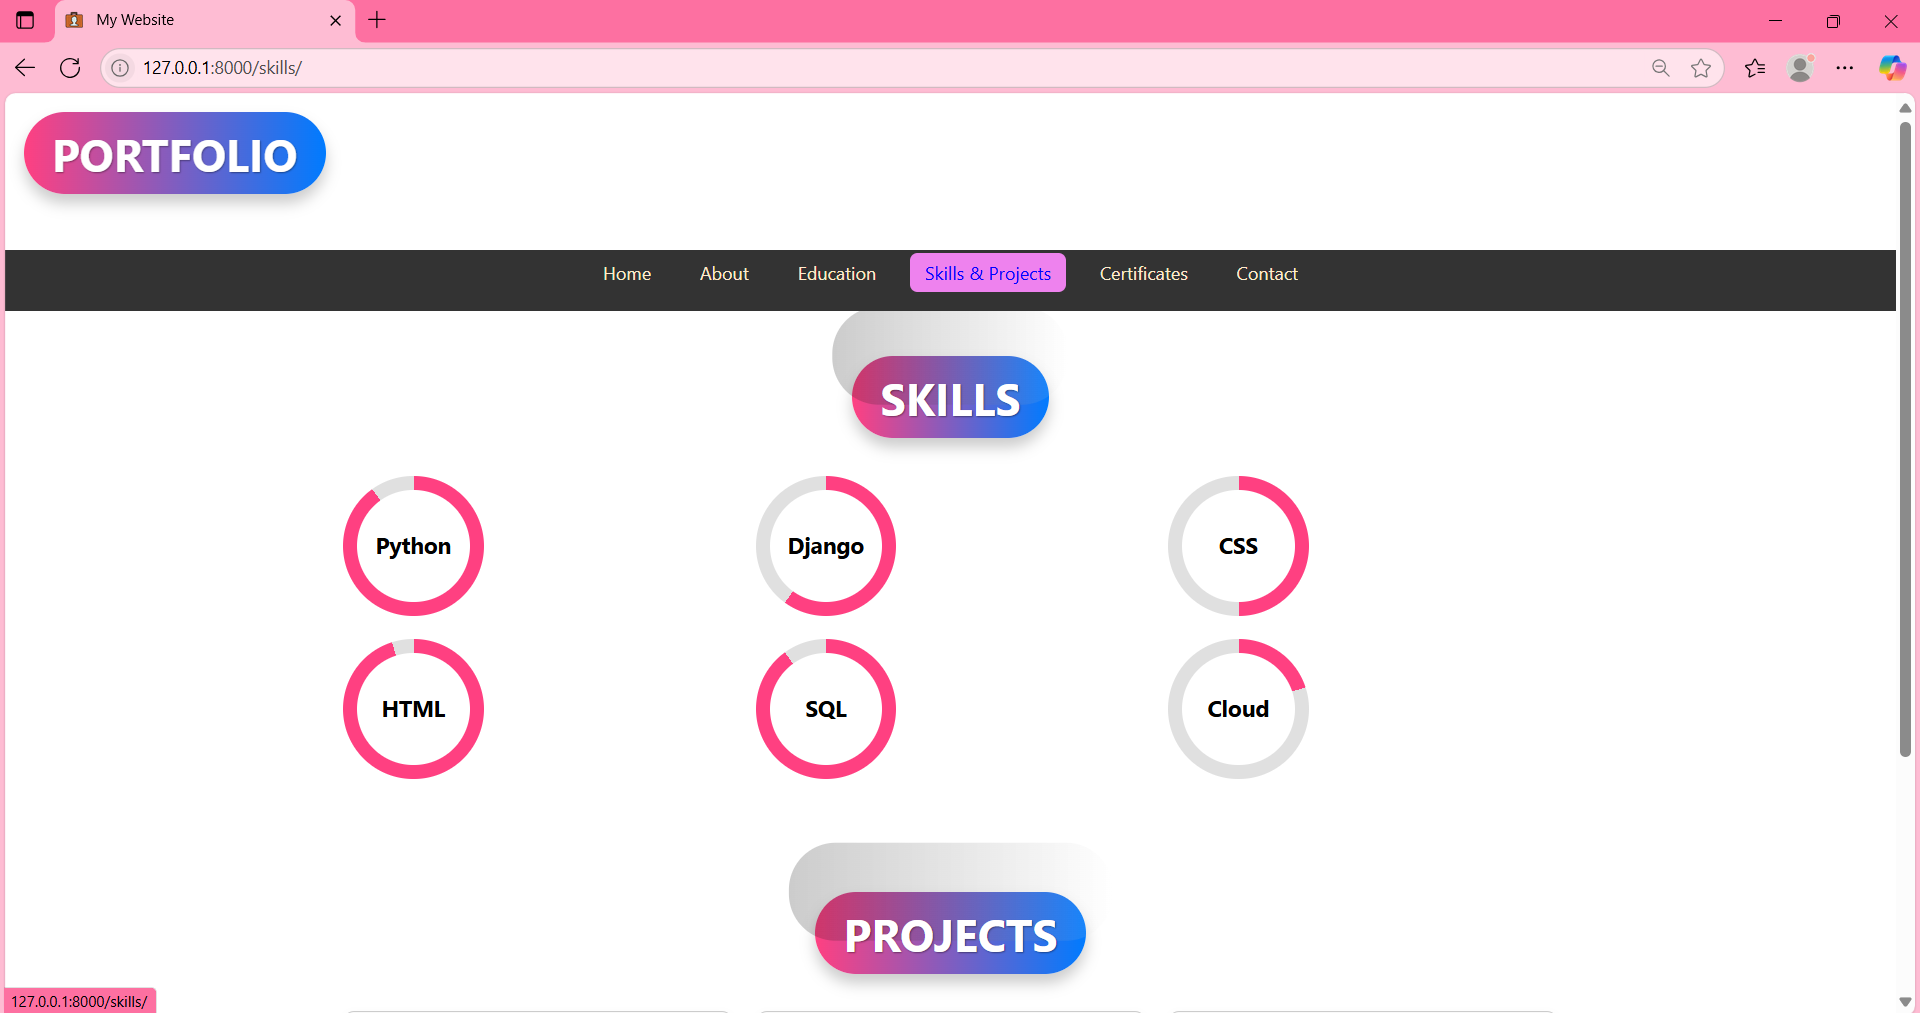 My Website
127.0.0.1:8000/skills/
PORTFOLIO
Home About Education Skills & Projects Certificates Contact
SKILLS
Python Django CSS
HTML SQL Cloud
PROJECTS
127.0.0.1:8000/skills/